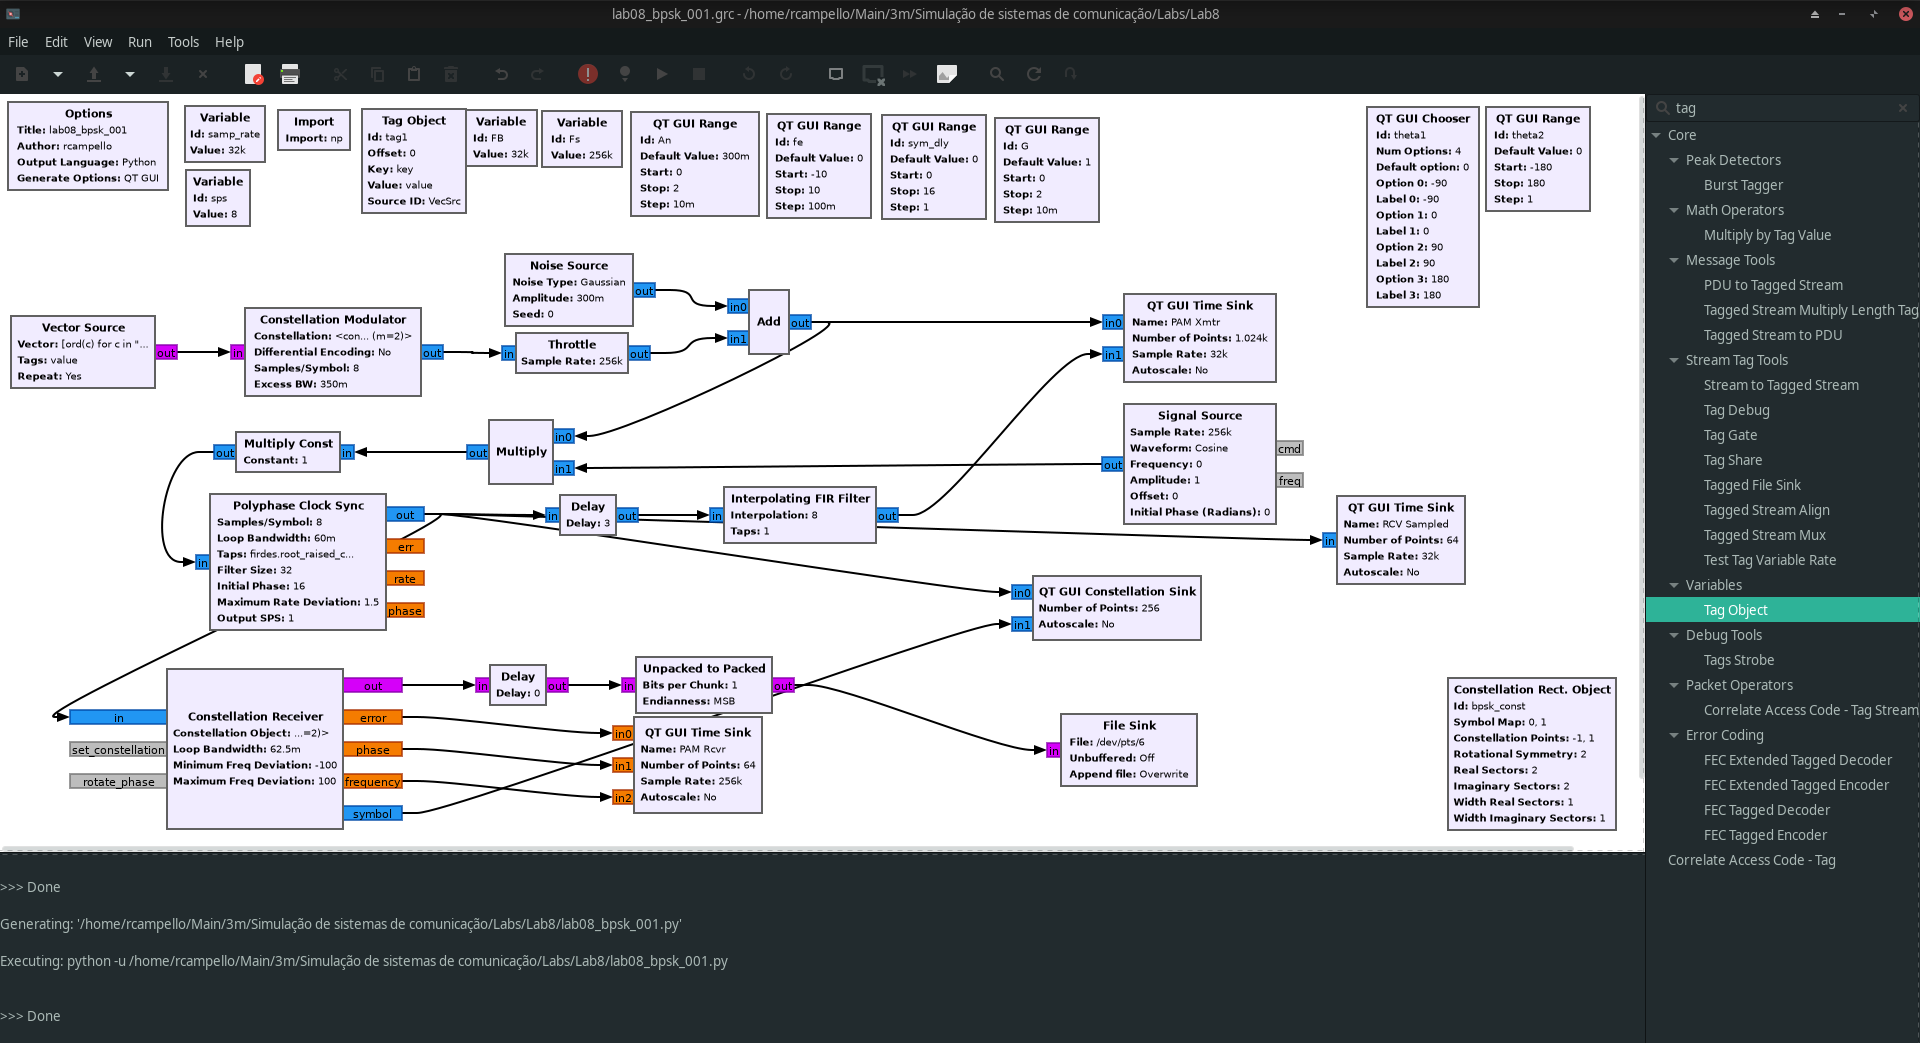 lab08_bpsk_001.grc - /home/rcampello/Main/3m/Simulação de sistemas de comunicação/Labs/Lab8
File Edit View Run Tools Help
Options
Title: lab08_bpsk_001
Author: rcampello
Output Language: Python
Generate Options: QT GUI
Variable
Id: samp_rate
Value: 32k
Variable
Id: sps
Value: 8
Import
Import: np
Tag Object
Id: tag1
Offset: 0
Key: key
Value: value
Source ID: VecSrc
Variable
Id: FB
Value: 32k
Variable
Id: Fs
Value: 256k
QT GUI Range
Id: An
Default Value: 300m
Start: 0
Stop: 2
Step: 10m
QT GUI Range
Id: fe
Default Value: 0
Start: -10
Stop: 10
Step: 100m
QT GUI Range
Id: sym_dly
Default Value: 0
Start: 0
Stop: 16
Step: 1
QT GUI Range
Id: G
Default Value: 1
Start: 0
Stop: 2
Step: 10m
QT GUI Chooser
Id: theta1
Num Options: 4
Default option: 0
Option 0: -90
Label 0: -90
Option 1: 0
Label 1: 0
Option 2: 90
Label 2: 90
Option 3: 180
Label 3: 180
QT GUI Range
Id: theta2
Default Value: 0
Start: -180
Stop: 180
Step: 1
Vector Source
Vector: [ord(c) for c in "...
Tags: value
Repeat: Yes
out
in
Constellation Modulator
Constellation: <con... (m=2)>
Differential Encoding: No
Samples/Symbol: 8
Excess BW: 350m
out
Noise Source
Noise Type: Gaussian
Amplitude: 300m
Seed: 0
out
in
Throttle
Sample Rate: 256k
out
in0
in1
Add
out
in0
in1
QT GUI Time Sink
Name: PAM Xmtr
Number of Points: 1.024k
Sample Rate: 32k
Autoscale: No
out
Multiply Const
Constant: 1
in
out
Multiply
in0
in1
out
Signal Source
Sample Rate: 256k
Waveform: Cosine
Frequency: 0
Amplitude: 1
Offset: 0
Initial Phase (Radians): 0
cmd
freq
in
Polyphase Clock Sync
Samples/Symbol: 8
Loop Bandwidth: 60m
Taps: firdes.root_raised_c...
Filter Size: 32
Initial Phase: 16
Maximum Rate Deviation: 1.5
Output SPS: 1
out
err
rate
phase
in
Delay
Delay: 3
out
in
Interpolating FIR Filter
Interpolation: 8
Taps: 1
out
in
QT GUI Time Sink
Name: RCV Sampled
Number of Points: 64
Sample Rate: 32k
Autoscale: No
in0
in1
QT GUI Constellation Sink
Number of Points: 256
Autoscale: No
in
set_constellation
rotate_phase
Constellation Receiver
Constellation Object: ...=2)>
Loop Bandwidth: 62.5m
Minimum Freq Deviation: -100
Maximum Freq Deviation: 100
out
error
phase
frequency
symbol
in
Delay
Delay: 0
out
in
Unpacked to Packed
Bits per Chunk: 1
Endianness: MSB
out
in0
in1
in2
QT GUI Time Sink
Name: PAM Rcvr
Number of Points: 64
Sample Rate: 256k
Autoscale: No
in
File Sink
File: /dev/pts/6
Unbuffered: Off
Append file: Overwrite
Constellation Rect. Object
Id: bpsk_const
Symbol Map: 0, 1
Constellation Points: -1, 1
Rotational Symmetry: 2
Real Sectors: 2
Imaginary Sectors: 2
Width Real Sectors: 1
Width Imaginary Sectors: 1
tag
Core
Peak Detectors
Burst Tagger
Math Operators
Multiply by Tag Value
Message Tools
PDU to Tagged Stream
Tagged Stream Multiply Length Tag
Tagged Stream to PDU
Stream Tag Tools
Stream to Tagged Stream
Tag Debug
Tag Gate
Tag Share
Tagged File Sink
Tagged Stream Align
Tagged Stream Mux
Test Tag Variable Rate
Variables
Tag Object
Debug Tools
Tags Strobe
Packet Operators
Correlate Access Code - Tag Stream
Error Coding
FEC Extended Tagged Decoder
FEC Extended Tagged Encoder
FEC Tagged Decoder
FEC Tagged Encoder
Correlate Access Code - Tag
>>> Done
Generating: '/home/rcampello/Main/3m/Simulação de sistemas de comunicação/Labs/Lab8/lab08_bpsk_001.py'
Executing: python -u /home/rcampello/Main/3m/Simulação de sistemas de comunicação/Labs/Lab8/lab08_bpsk_001.py
>>> Done